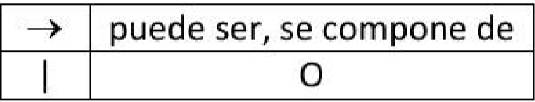 → puede ser, se compone de
| O